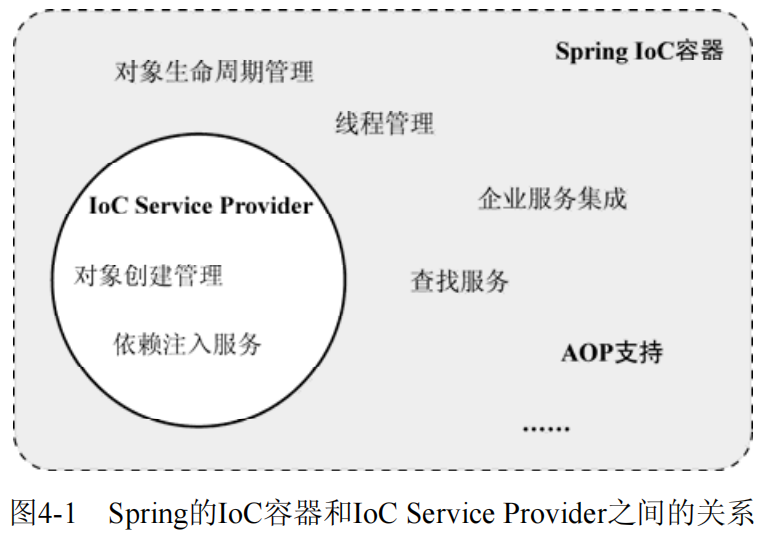 Spring IoC容器
对象生命周期管理
线程管理
企业服务集成
IoC Service Provider
对象创建管理
查找服务
依赖注入服务
AOP支持
......
图4-1 Spring的IoC容器和IoC Service Provider之间的关系